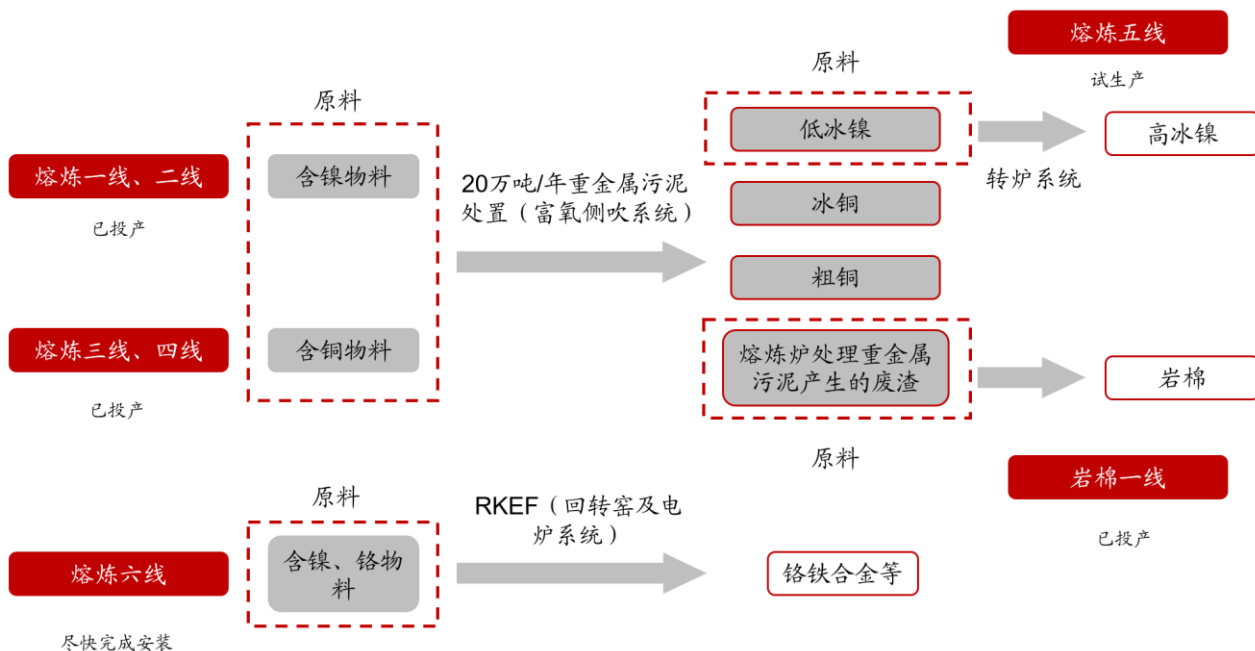 熔炼五线
试生产
原料
原料
低冰镍
高冰镍
熔炼一线、二线
含镍物料
已投产
20万吨/年重金属污泥
处置（富氧侧吹系统）
转炉系统
冰铜
粗铜
熔炼三线、四线
含铜物料
已投产
熔炼炉处理重金属
污泥产生的废渣
岩棉
原料
岩棉一线
已投产
原料
RKEF（回转窑及电
炉系统）
熔炼六线
含镍、铬物
料
铬铁合金等
尽快完成安装